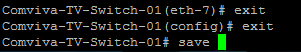 Comviva-TV-Switch-01(eth-7)# exit
Comviva-TV-Switch-01(config)# exit
Comviva-TV-Switch-01# save